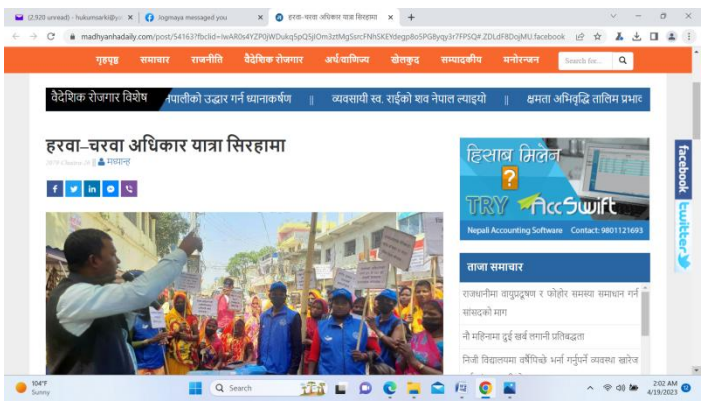 (2,920 unread) - hukumsarki@yo
Jogmaya messaged you
हरवा-चरवा अधिकार यात्रा सिरहामा
madhyanhadaily.com/post/54163?fbclid=IwAR0s4YZP0jWDukq5pQ5jIOm3ztMgSsrcFNhSKEYdegp8o5PG8yqy3r7FPSQ#.ZDLdF8DojMU.facebook
गृहपृष्ठ समाचार राजनीति वैदेशिक रोजगार अर्थ/वाणिज्य खेलकुद सम्पादकीय मनोरन्जन Search for...
वैदेशिक रोजगार विशेष नेपालीको उद्धार गर्न ध्यानाकर्षण || व्यवसायी स्व. राईको शव नेपाल ल्याइयो || क्षमता अभिवृद्धि तालिम प्रभाव
हरवा–चरवा अधिकार यात्रा सिरहामा
मध्यान्ह
हिसाब मिलेन
?
TRY AccSwift
Nepali Accounting Software Contact: 9801121693
facebook
twitter
ताजा समाचार
राजधानीमा वायुप्रदूषण र फोहोर समस्या समाधान गर्न
सांसदको माग
नौ महिनामा दुई खर्ब लगानी प्रतिबद्धता
निजी विद्यालयमा वर्षैपिच्छे भर्ना गर्नुपर्ने व्यवस्था खारेज
104°F
Sunny
Search
2:02 AM
4/19/2023